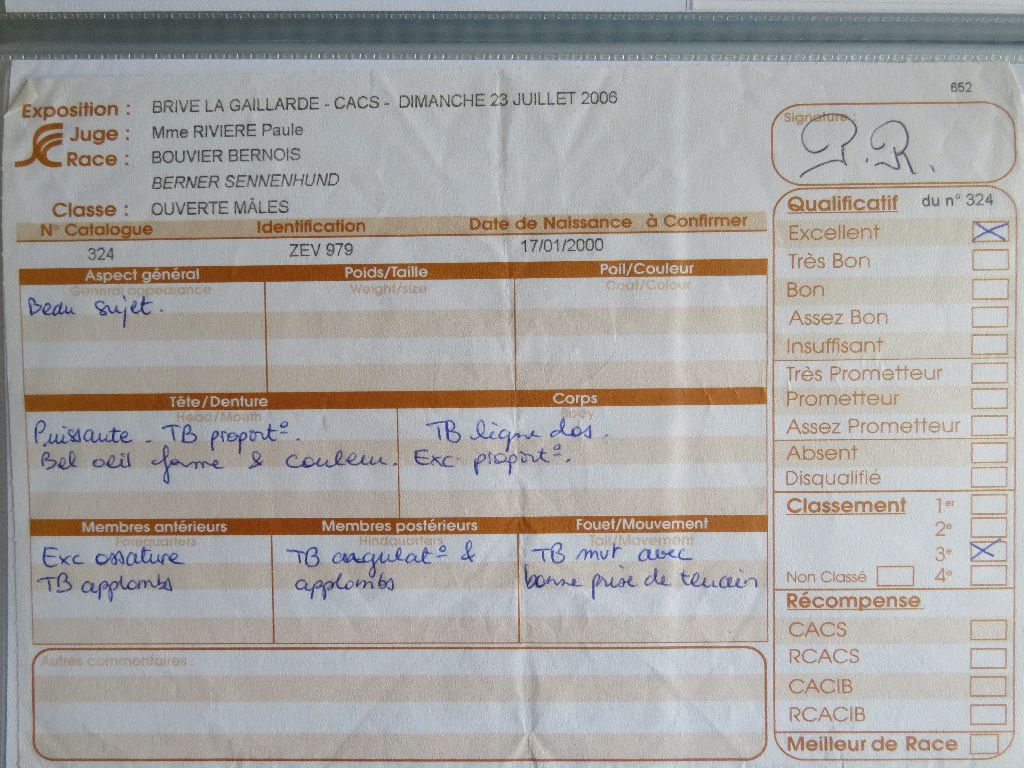 652
Exposition : BRIVE LA GAILLARDE - CACS - DIMANCHE 23 JUILLET 2006
Juge : Mme RIVIERE Paule
Race : BOUVIER BERNOIS
BERNER SENNENHUND
Classe : OUVERTE MÂLES
Signature :
P.R.
N° Catalogue Identification Date de Naissance à Confirmer
324 ZEV 979 17/01/2000
Aspect général Poids/Taille Poil/Couleur
General appearance Weight/size Coat/Colour
Beau sujet.
Tête/Denture Corps
Head/Mouth Body
Puissante - TB proport°. TB ligne dos.
Bel oeil forme & couleur. Exc proport°.
Membres antérieurs Membres postérieurs Fouet/Mouvement
Forequarters Hindquarters Tail/Movement
Exc ossature TB angulat° & TB mvt avec
TB applombs applombs bonne prise de terrain
Autres commentaires :
Qualificatif du n° 324
Excellent
Très Bon
Bon
Assez Bon
Insuffisant
Très Prometteur
Prometteur
Assez Prometteur
Absent
Disqualifié
Classement 1er
2e
3e
Non Classé 4e
Récompense
CACS
RCACS
CACIB
RCACIB
Meilleur de Race